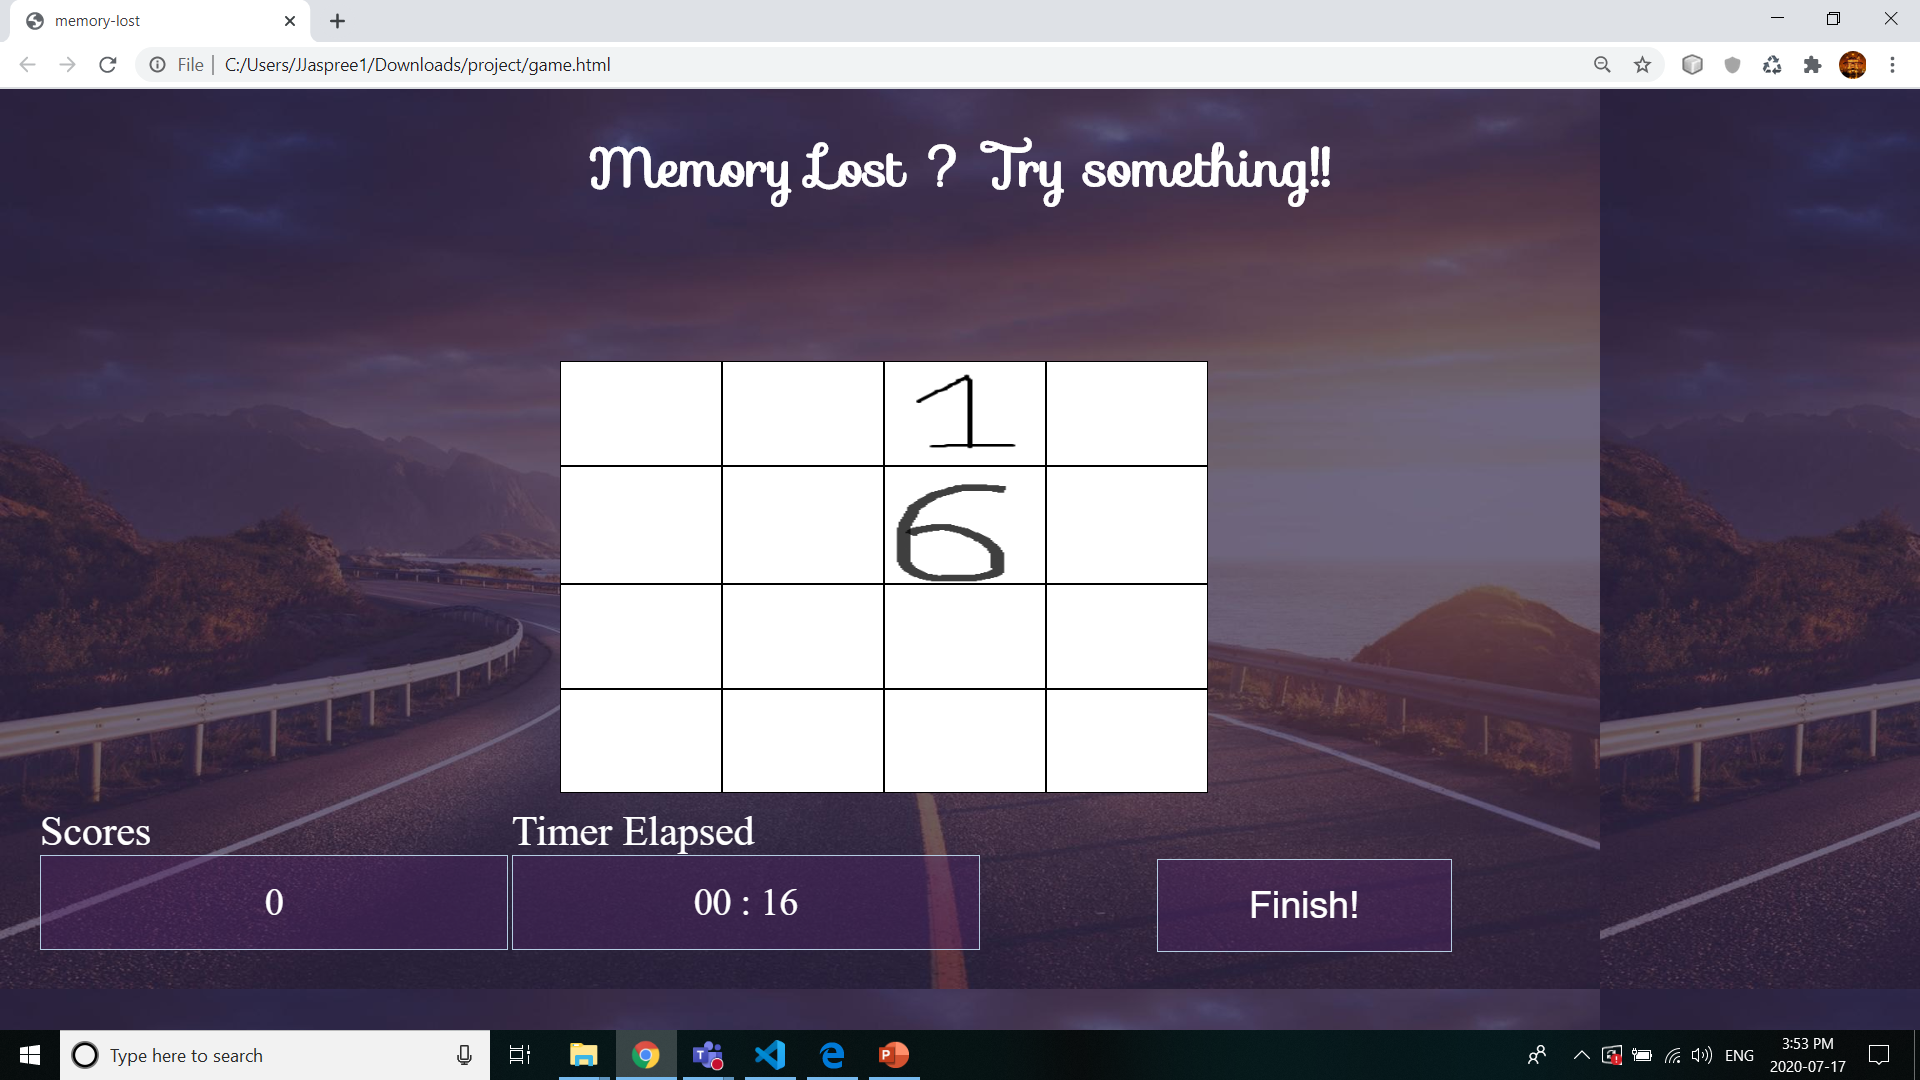 memory-lost
File
C:/Users/JJaspree1/Downloads/project/game.html
Memory Lost ? Try something!!
1
6
Scores
Timer Elapsed
0
00 : 16
Finish!
Type here to search
ENG
3:53 PM
2020-07-17